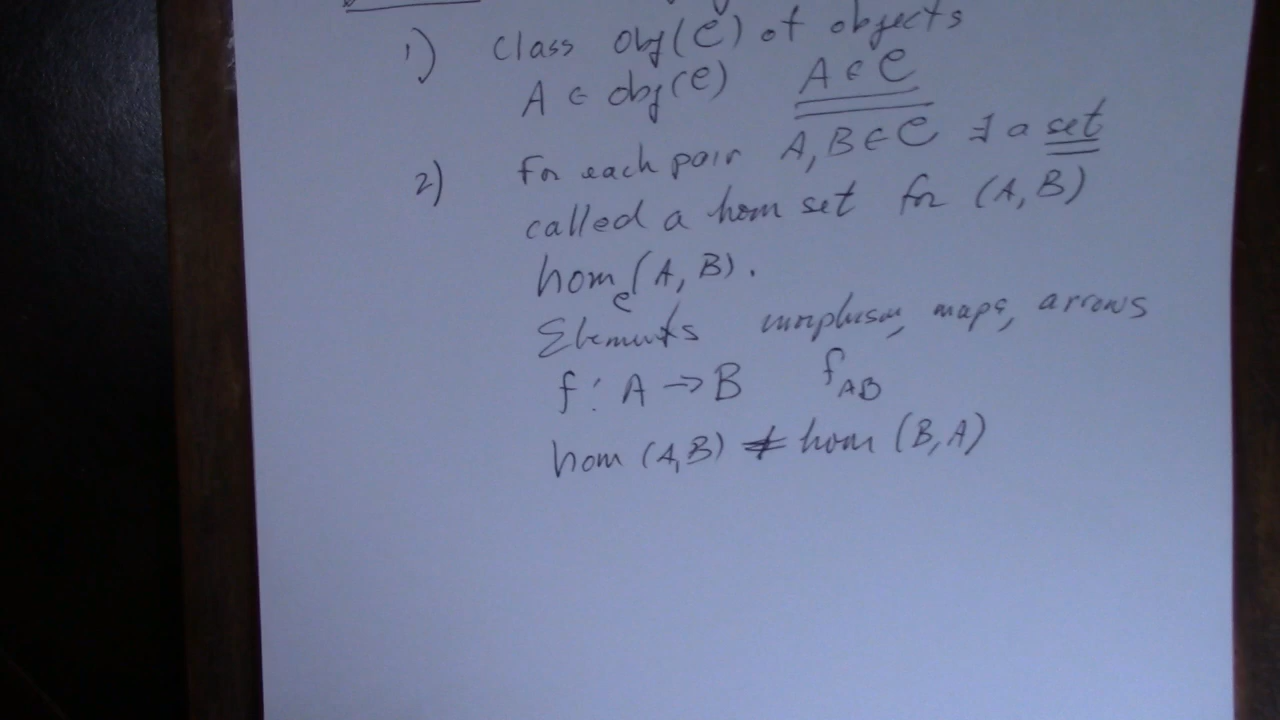 1) Class Obj(C) of objects
A ∈ obj(C) A ∈ C
2) For each pair A, B ∈ C ∃ a set
called a hom set for (A, B)
hom_C(A, B).
Elements morphism, maps, arrows
f: A → B f_AB
hom (A,B) ≠ hom (B,A)